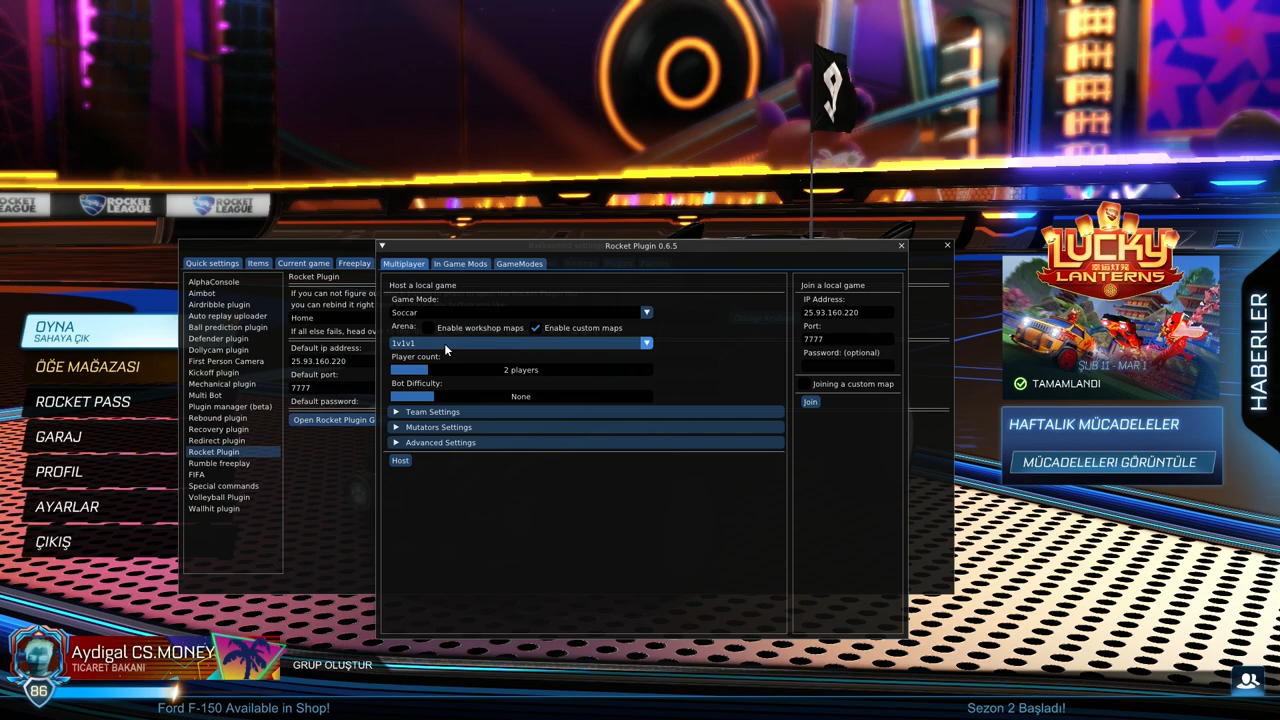 9
LEAGUE
ROCKET LEAGUE
ROCKET LEAGUE
Rocket Plugin 0.6.5
Quick settings
Items
Current game
Freeplay
Multiplayer
In Game Mods
GameModes
AlphaConsole
Aimbot
Airdribble plugin
Auto replay uploader
Ball prediction plugin
Defender plugin
Dollycam plugin
First Person Camera
Kickoff plugin
Mechanical plugin
Multi Bot
Plugin manager (beta)
Rebound plugin
Recovery plugin
Redirect plugin
Rocket Plugin
Rumble freeplay
FIFA
Special commands
Volleyball Plugin
Wallhit plugin
Rocket Plugin
If you can not figure ou
you can rebind it right
Home
If all else fails, head ov
Default ip address:
25.93.160.220
Default port:
7777
Default password:
Open Rocket Plugin G
Host a local game
Game Mode:
Soccar
Arena:
Enable workshop maps
Enable custom maps
1v1v1
Player count:
2 players
Bot Difficulty:
None
Team Settings
Mutators Settings
Advanced Settings
Host
Join a local game
IP Address:
25.93.160.220
Port:
7777
Password: (optional)
Joining a custom map
Join
OYNA
SAHAYA ÇIK
ÖĞE MAĞAZASI
ROCKET PASS
GARAJ
PROFIL
AYARLAR
ÇIKIŞ
LUCKY
LANTERNS
ŞUB 11 - MAR 1
TAMAMLANDI
HABERLER
HAFTALIK MÜCADELELER
MÜCADELELERI GÖRÜNTÜLE
Aydigal CS.MONEY
TICARET BAKANI
86
GRUP OLUŞTUR
Ford F-150 Available in Shop!
Sezon 2 Başladı!